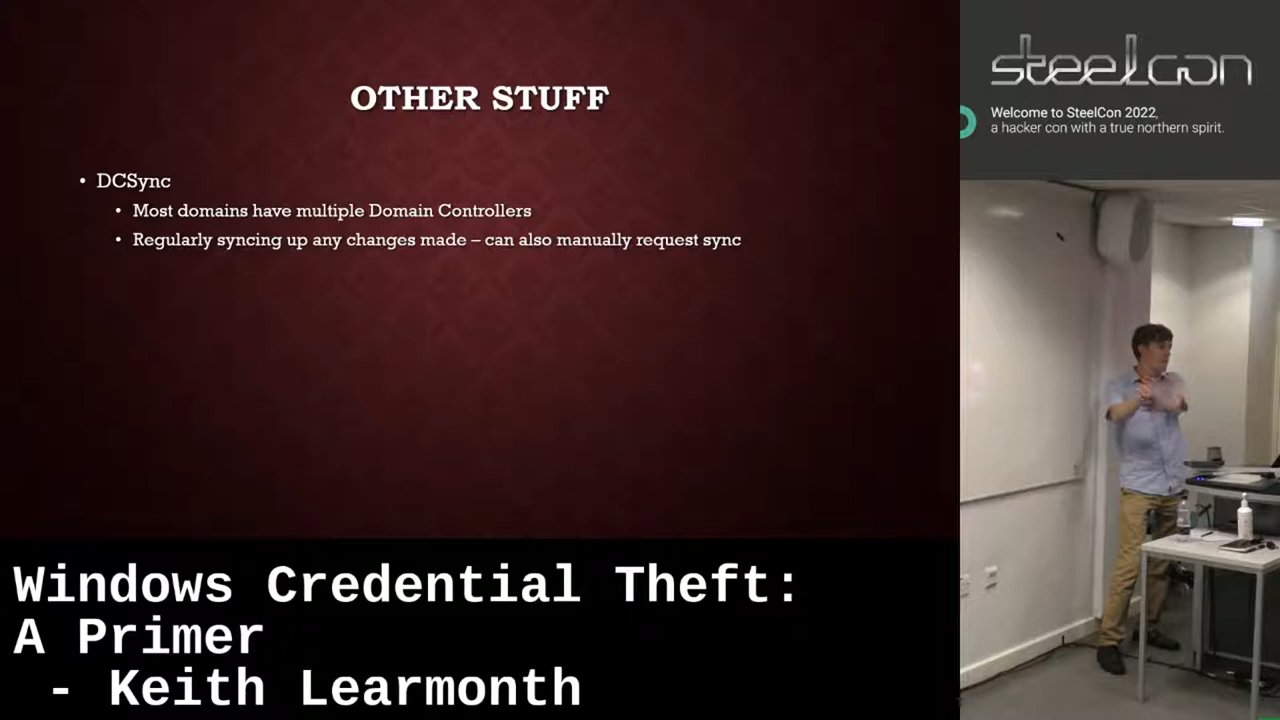 OTHER STUFF
• DCSync
• Most domains have multiple Domain Controllers
• Regularly syncing up any changes made – can also manually request sync
steelcon
Welcome to SteelCon 2022,
a hacker con with a true northern spirit.
Windows Credential Theft:
A Primer
- Keith Learmonth